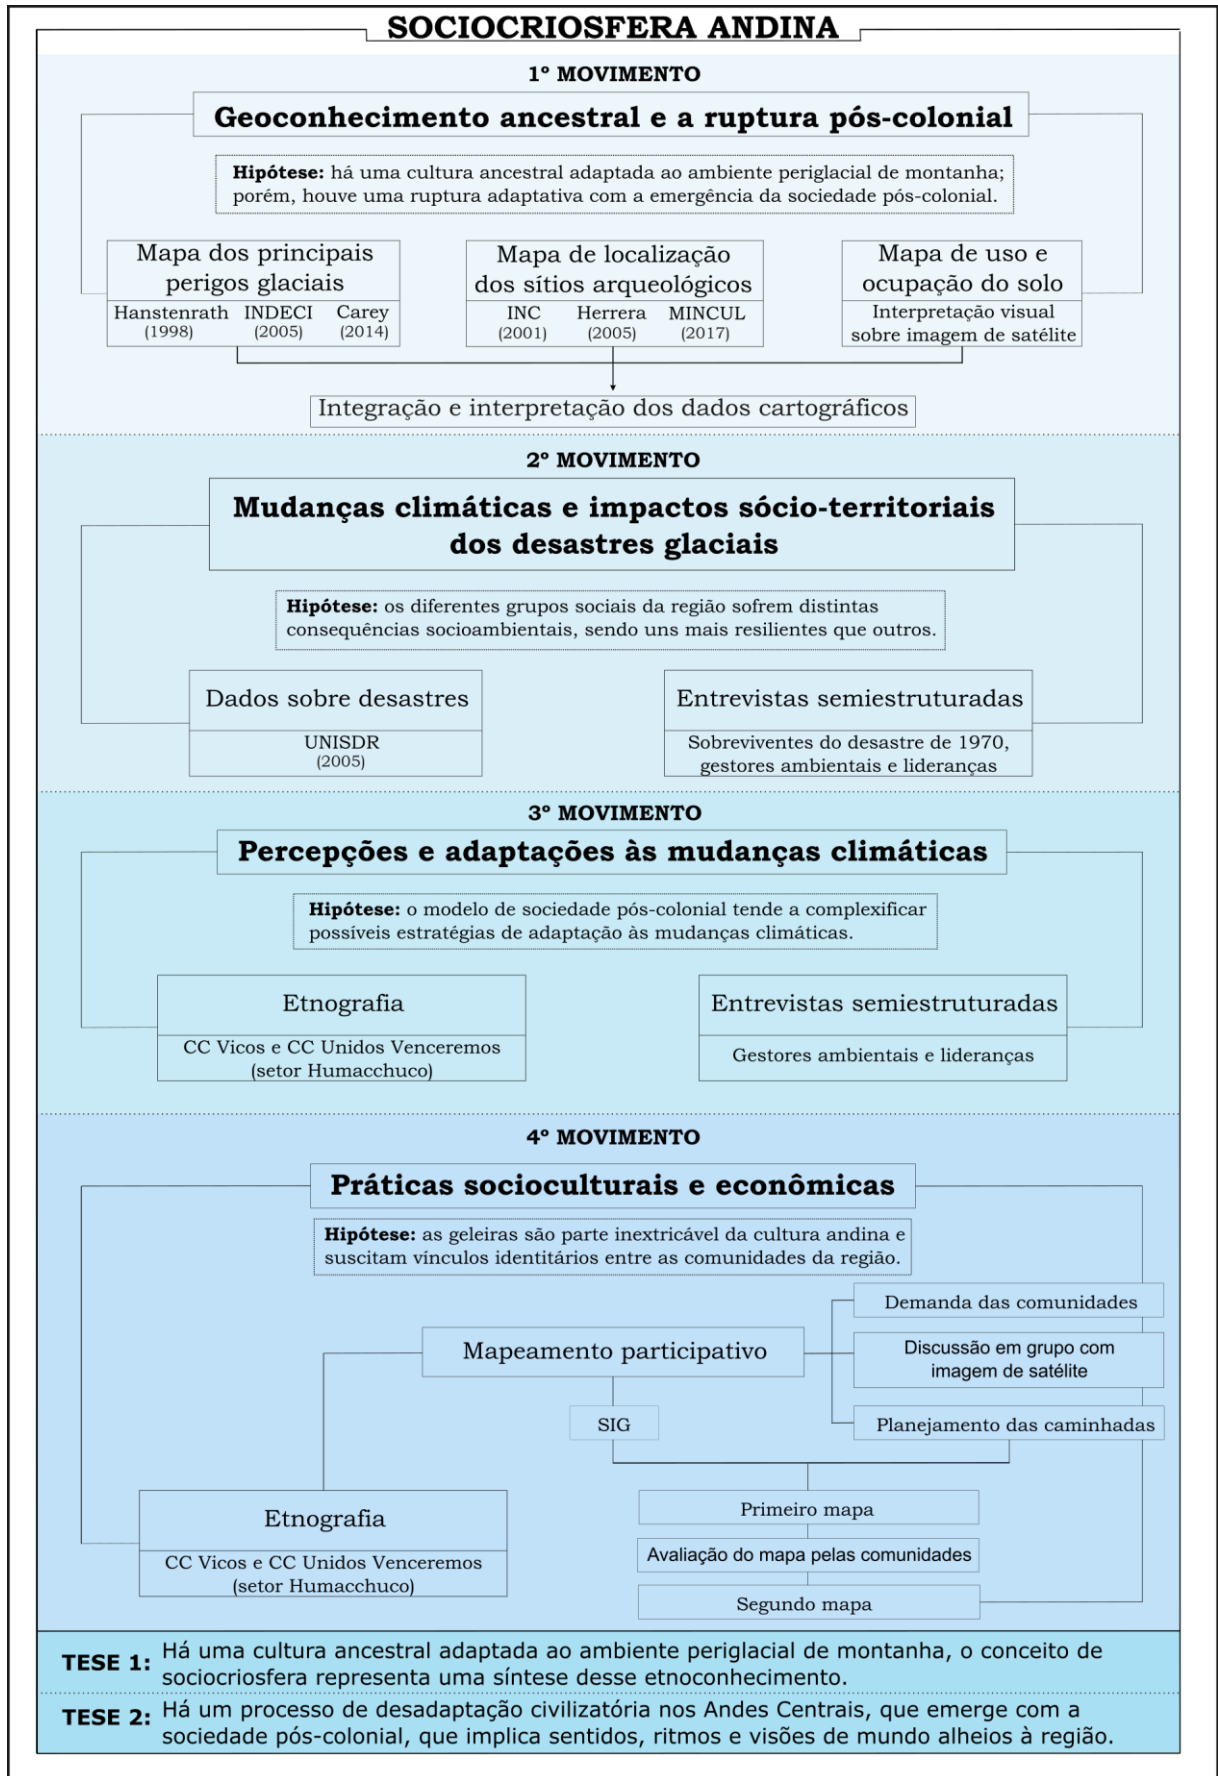 SOCIOCRIOSFERA ANDINA
1º MOVIMENTO
Geoconhecimento ancestral e a ruptura pós-colonial
Hipótese: há uma cultura ancestral adaptada ao ambiente periglacial de montanha;
porém, houve uma ruptura adaptativa com a emergência da sociedade pós-colonial.
Mapa dos principais
perigos glaciais
Hanstenrath INDECI Carey
(1998) (2005) (2014)
Mapa de localização
dos sítios arqueológicos
INC Herrera MINCUL
(2001) (2005) (2017)
Mapa de uso e
ocupação do solo
Interpretação visual
sobre imagem de satélite
Integração e interpretação dos dados cartográficos
2º MOVIMENTO
Mudanças climáticas e impactos sócio-territoriais
dos desastres glaciais
Hipótese: os diferentes grupos sociais da região sofrem distintas
consequências socioambientais, sendo uns mais resilientes que outros.
Dados sobre desastres
UNISDR
(2005)
Entrevistas semiestruturadas
Sobreviventes do desastre de 1970,
gestores ambientais e lideranças
3º MOVIMENTO
Percepções e adaptações às mudanças climáticas
Hipótese: o modelo de sociedade pós-colonial tende a complexificar
possíveis estratégias de adaptação às mudanças climáticas.
Etnografia
CC Vicos e CC Unidos Venceremos
(setor Humacchuco)
Entrevistas semiestruturadas
Gestores ambientais e lideranças
4º MOVIMENTO
Práticas socioculturais e econômicas
Hipótese: as geleiras são parte inextricável da cultura andina e
suscitam vínculos identitários entre as comunidades da região.
Demanda das comunidades
Mapeamento participativo
Discussão em grupo com
imagem de satélite
SIG
Planejamento das caminhadas
Etnografia
CC Vicos e CC Unidos Venceremos
(setor Humacchuco)
Primeiro mapa
Avaliação do mapa pelas comunidades
Segundo mapa
TESE 1: Há uma cultura ancestral adaptada ao ambiente periglacial de montanha, o conceito de
sociocriosfera representa uma síntese desse etnoconhecimento.
TESE 2: Há um processo de desadaptação civilizatória nos Andes Centrais, que emerge com a
sociedade pós-colonial, que implica sentidos, ritmos e visões de mundo alheios à região.